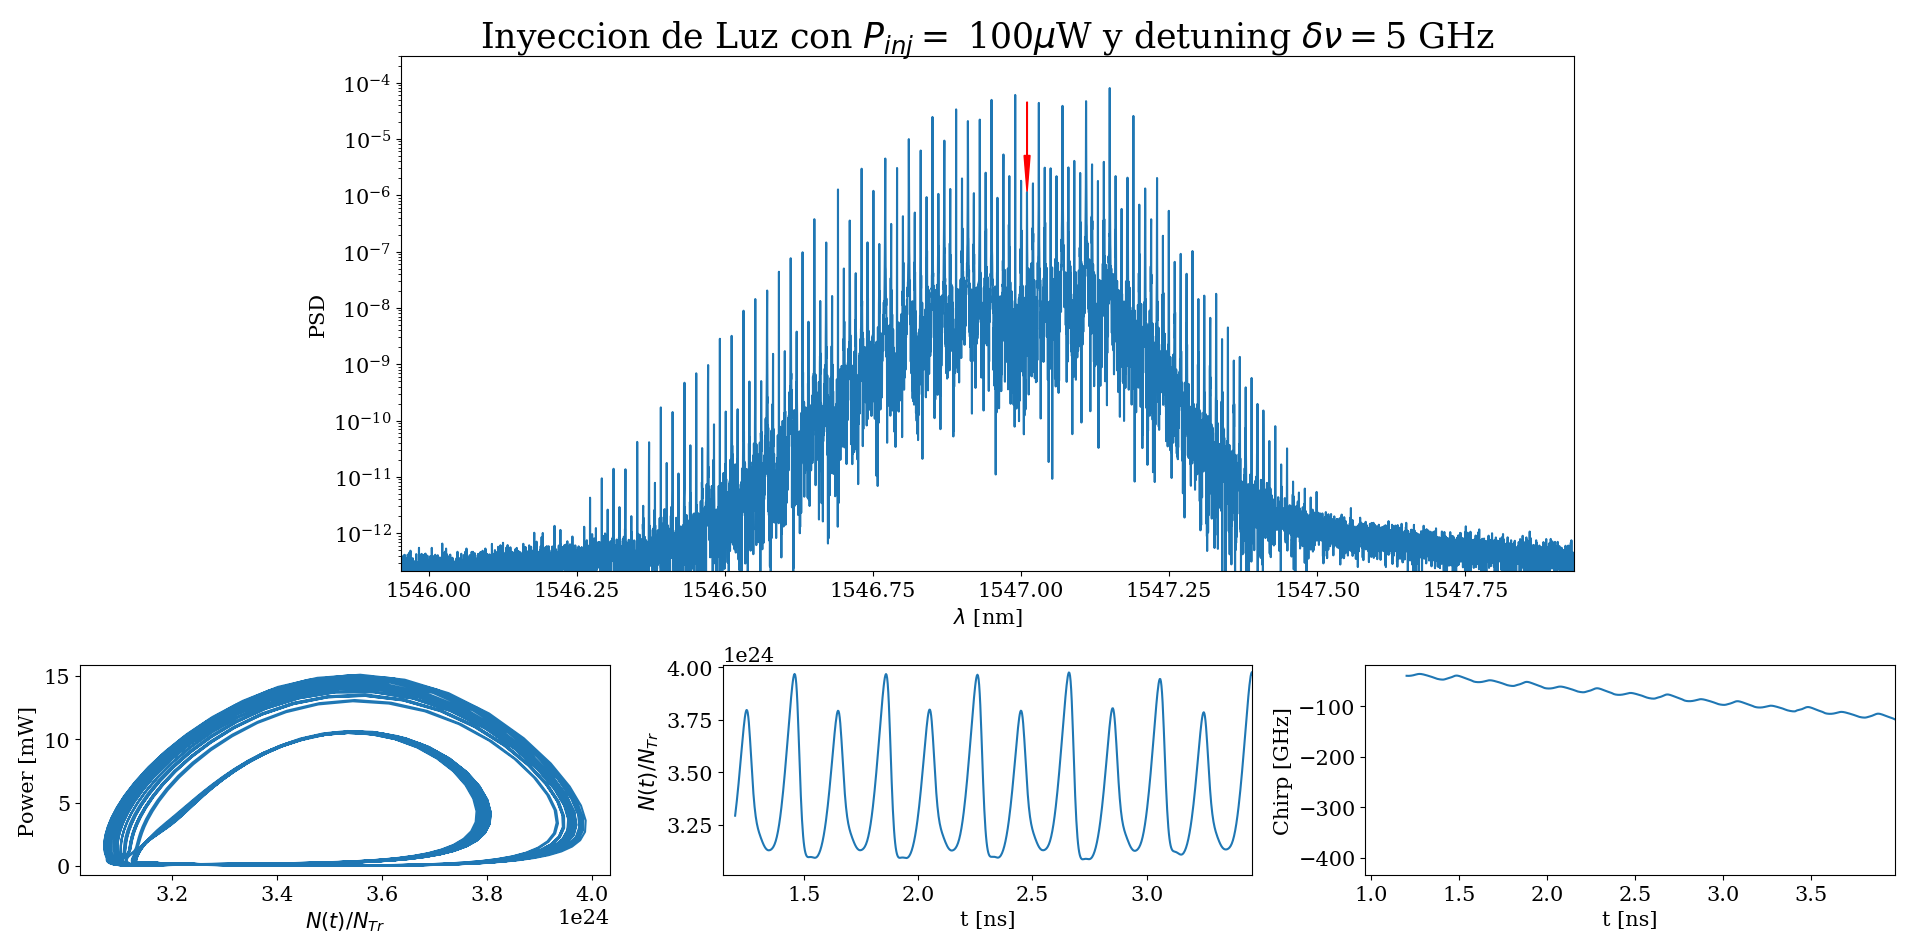 Inyeccion de Luz con $P_{inj} =$ 100$\mu$W y detuning $\delta\nu = 5$ GHz
PSD
10⁻⁴
10⁻⁵
10⁻⁶
10⁻⁷
10⁻⁸
10⁻⁹
10⁻¹⁰
10⁻¹¹
10⁻¹²
1546.00 1546.25 1546.50 1546.75 1547.00 1547.25 1547.50 1547.75
λ [nm]
Power [mW]
15
10
5
0
3.2 3.4 3.6 3.8 4.0
1e24
N(t)/N_{Tr}
1e24
N(t)/N_{Tr}
4.00
3.75
3.50
3.25
1.5 2.0 2.5 3.0
t [ns]
Chirp [GHz]
−100
−200
−300
−400
1.0 1.5 2.0 2.5 3.0 3.5
t [ns]